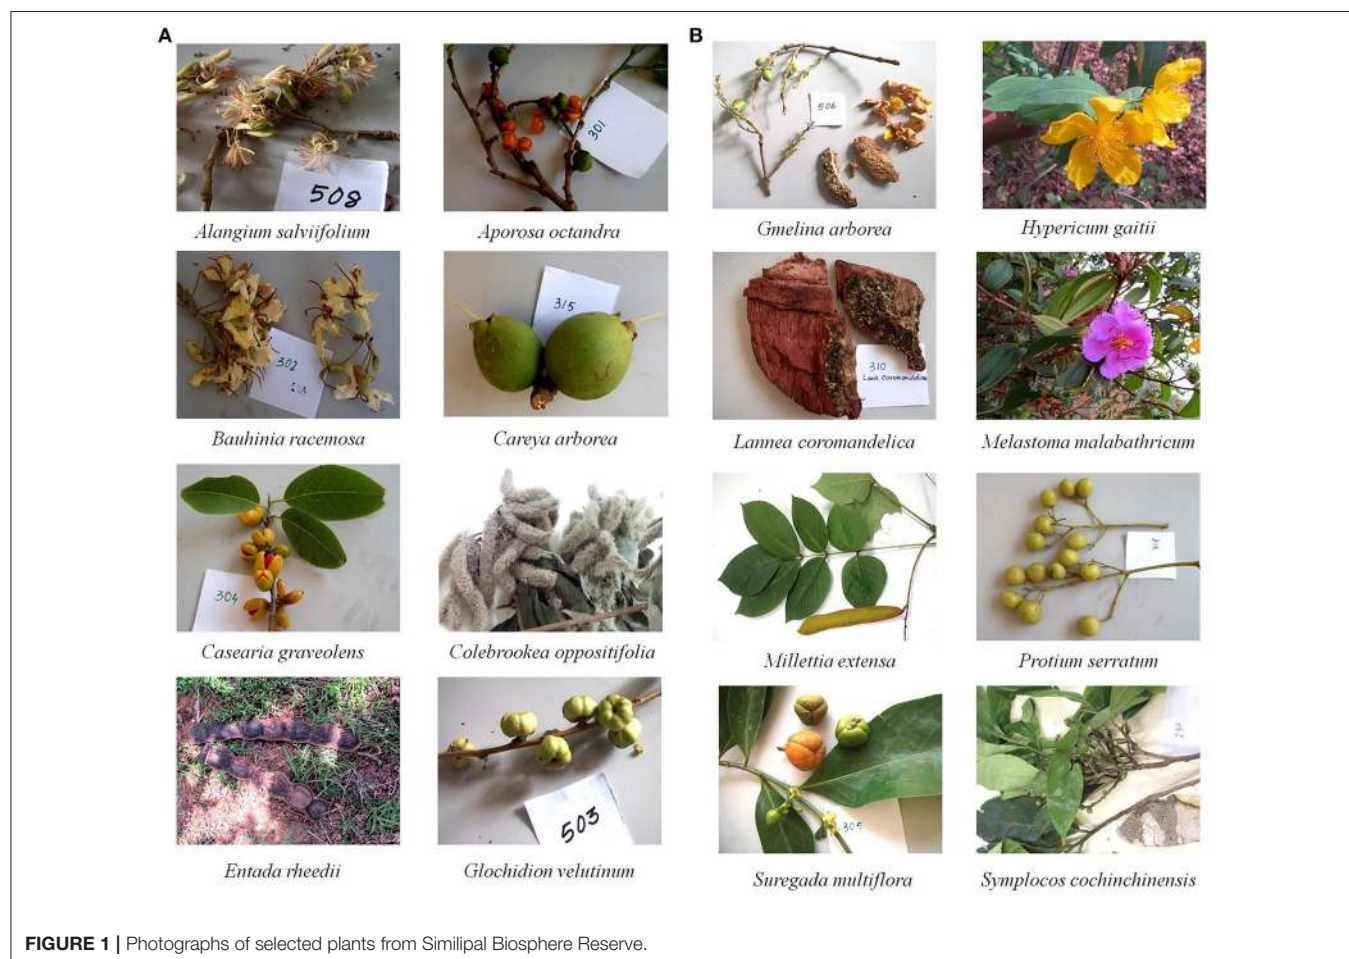 A
B
508
301
506
Alangium salviifolium
Aporosa octandra
Gmelina arborea
Hypericum gaitii
302
315
310
Bauhinia racemosa
Careya arborea
Lannea coromandelica
Melastoma malabathricum
304
Casearia graveolens
Colebrookea oppositifolia
Millettia extensa
Protium serratum
503
305
Entada rheedii
Glochidion velutinum
Suregada multiflora
Symplocos cochinchinensis
FIGURE 1 | Photographs of selected plants from Similipal Biosphere Reserve.